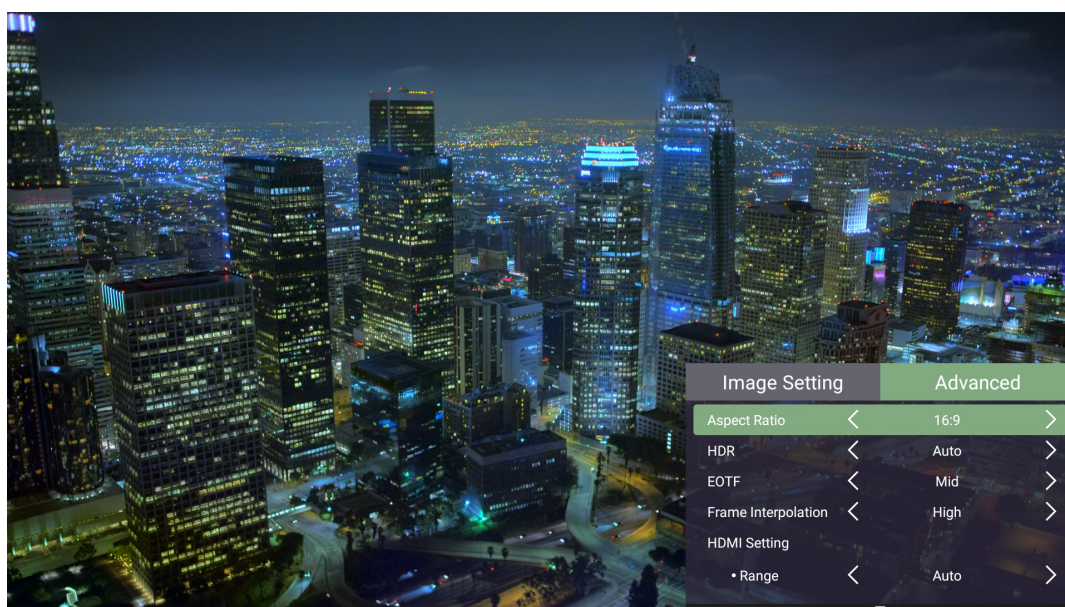 Image Setting Advanced
Aspect Ratio 16:9
HDR Auto
EOTF Mid
Frame Interpolation High
HDMI Setting
• Range Auto